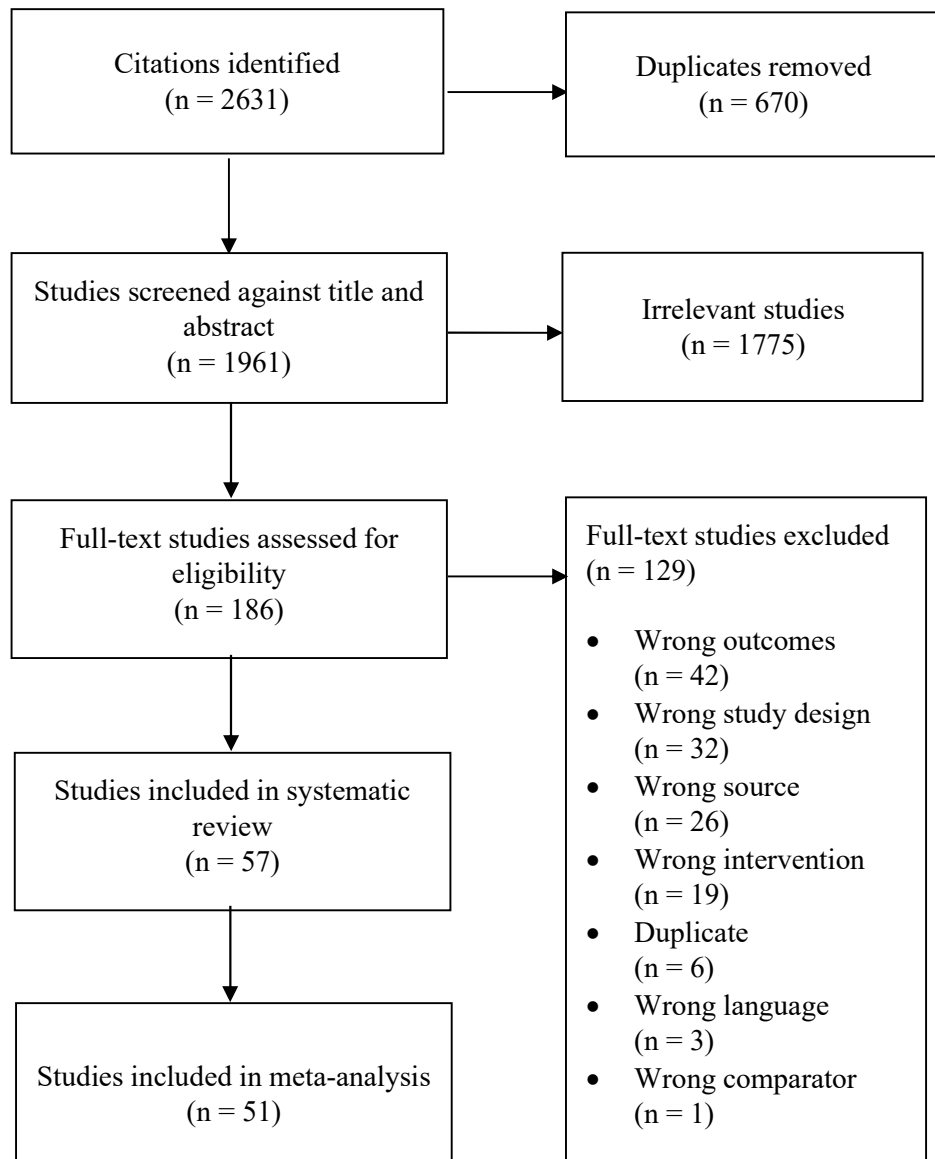 Citations identified
(n = 2631)
Duplicates removed
(n = 670)
Studies screened against title and
abstract
(n = 1961)
Irrelevant studies
(n = 1775)
Full-text studies assessed for
eligibility
(n = 186)
Full-text studies excluded
(n = 129)
• Wrong outcomes
(n = 42)
• Wrong study design
(n = 32)
• Wrong source
(n = 26)
• Wrong intervention
(n = 19)
• Duplicate
(n = 6)
• Wrong language
(n = 3)
• Wrong comparator
(n = 1)
Studies included in systematic
review
(n = 57)
Studies included in meta-analysis
(n = 51)